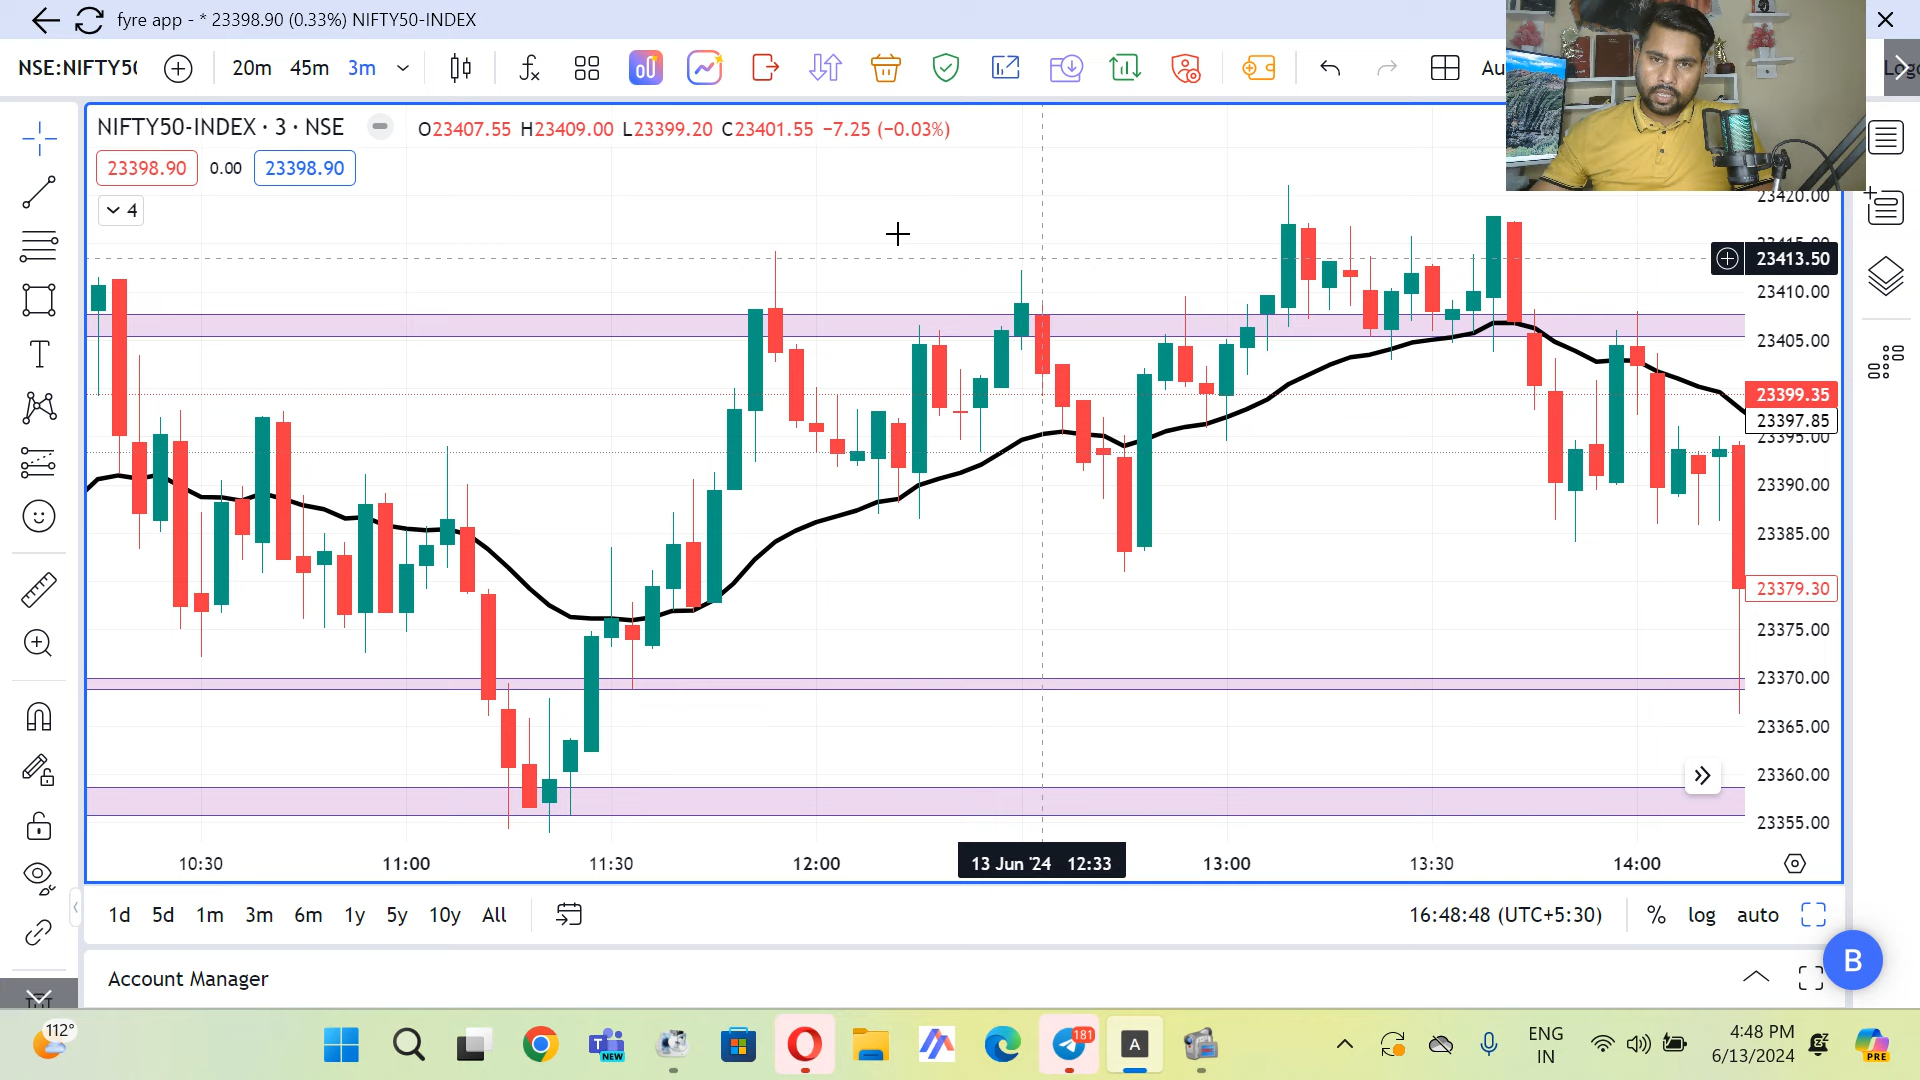 fyre app - * 23398.90 (0.33%) NIFTY50-INDEX
NSE:NIFTY50
20m 45m 3m
Au
NIFTY50-INDEX · 3 · NSE
O23407.55 H23409.00 L23399.20 C23401.55 −7.25 (−0.03%)
23398.90 0.00 23398.90
4
23420.00
23415.00
23413.50
23410.00
23405.00
23399.35
23397.85
23395.00
23390.00
23385.00
23379.30
23375.00
23370.00
23365.00
23360.00
23355.00
10:30 11:00 11:30 12:00 13 Jun '24 12:33 13:00 13:30 14:00
1d 5d 1m 3m 6m 1y 5y 10y All
16:48:48 (UTC+5:30) % log auto
B
Account Manager
112°
NEW
181
A
ENG
IN
4:48 PM
6/13/2024
PRE